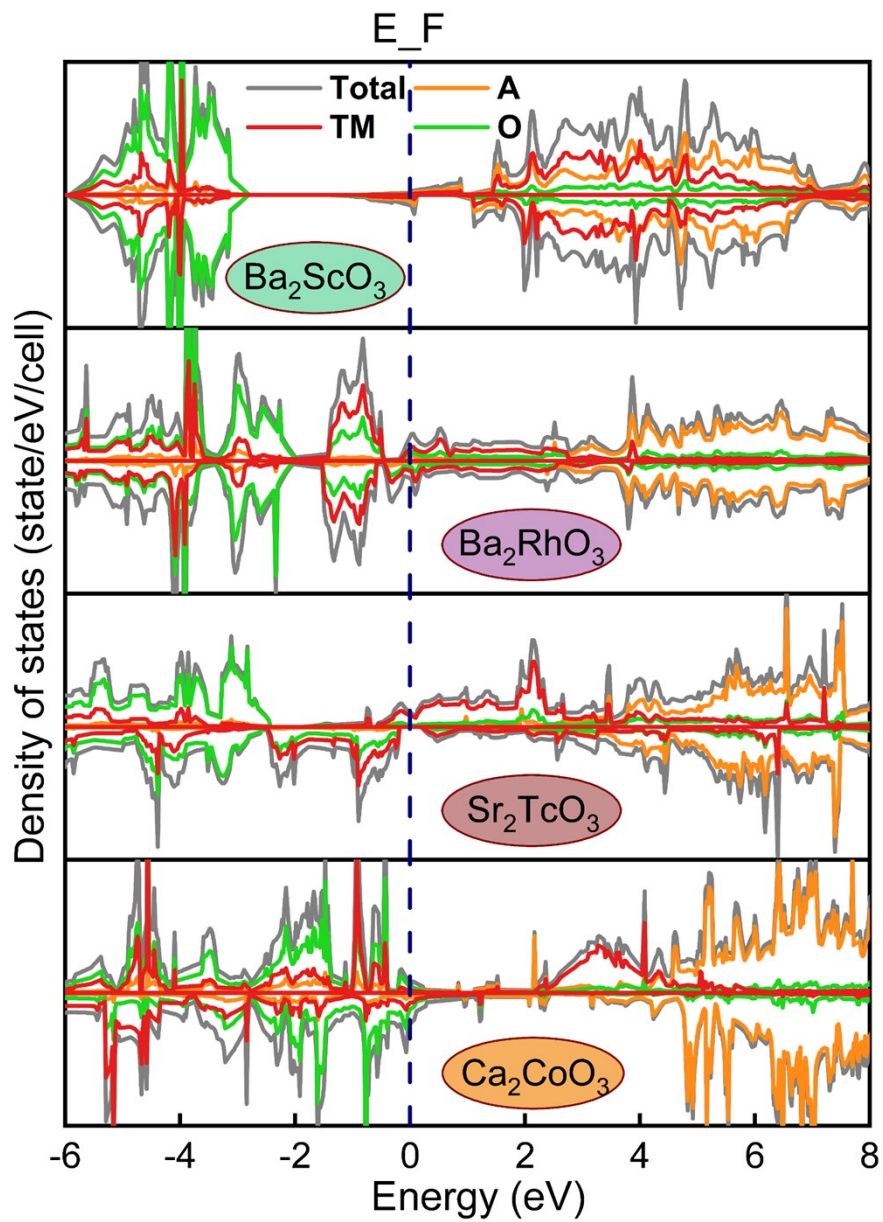 E_F
Total
A
TM
O
Ba₂ScO₃
Ba₂RhO₃
Sr₂TcO₃
Ca₂CoO₃
Density of states (state/eV/cell)
-6 -4 -2 0 2 4 6 8
Energy (eV)